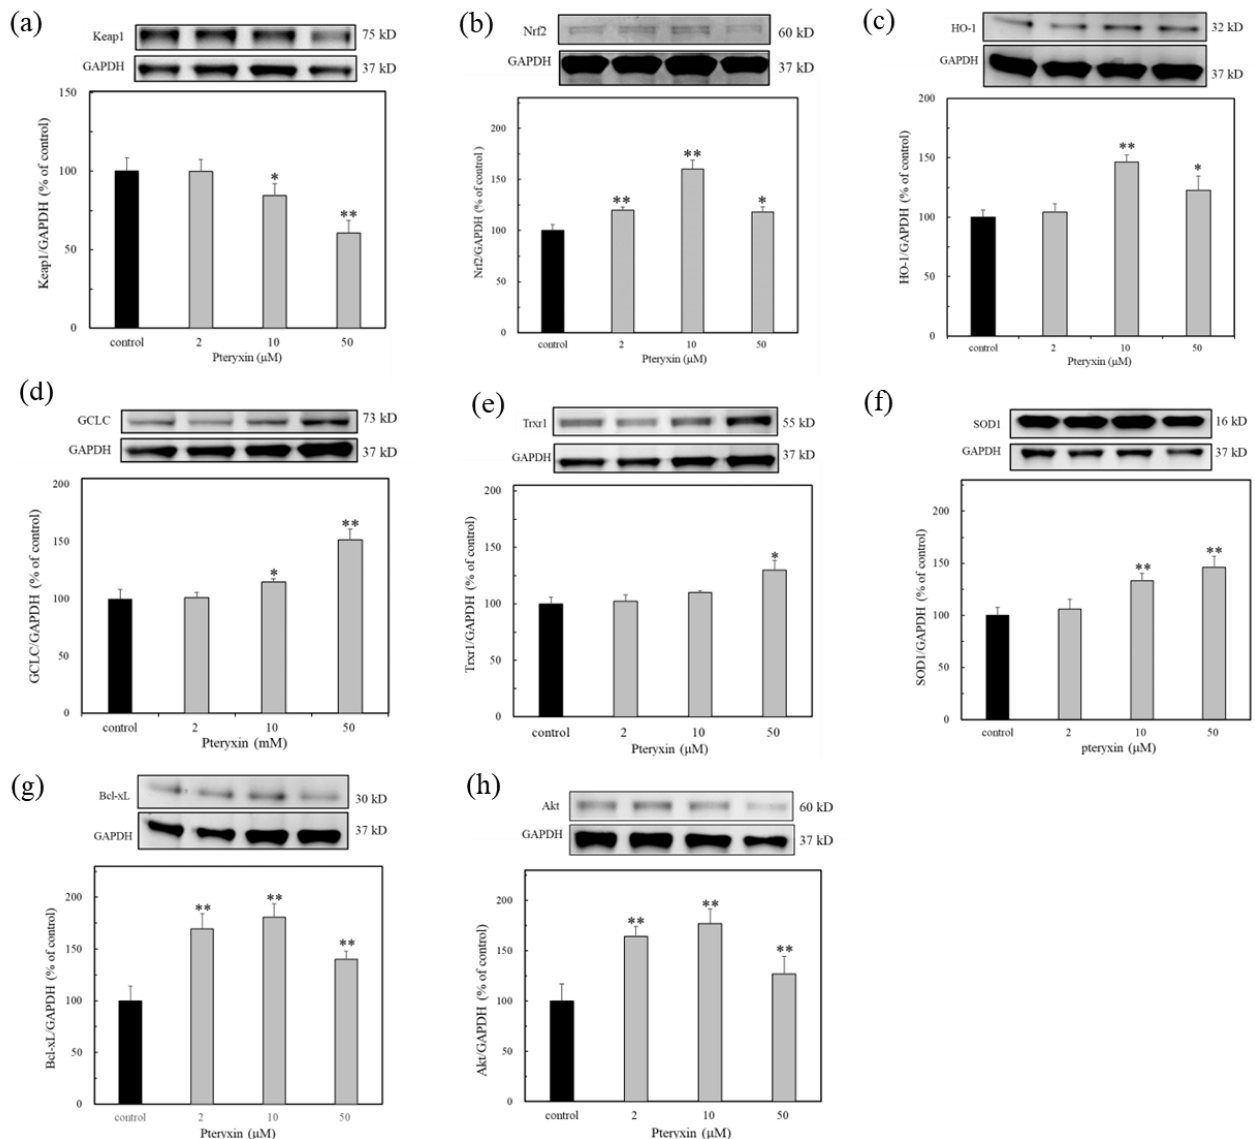 (a)
Keap1
75 kD
GAPDH
37 kD
Keap1/GAPDH (% of control)
150
100
50
0
*
**
control
2
10
50
Pteryxin (μM)
(b)
Nrf2
60 kD
GAPDH
37 kD
Nrf2/GAPDH (% of control )
200
150
100
50
0
**
**
*
control
2
10
50
Pteryxin (μM)
(c)
HO-1
32 kD
GAPDH
37 kD
HO-1/GAPDH (% of control)
200
150
100
50
0
**
*
control
2
10
50
Pteryxin (μM)
(d)
GCLC
73 kD
GAPDH
37 kD
GCLC/GAPDH (% of control)
200
150
100
50
0
*
**
control
2
10
50
Pteryxin (mM)
(e)
Trxr1
55 kD
GAPDH
37 kD
Trxr1/GAPDH (% of control)
200
150
100
50
0
*
control
2
10
50
Pteryxin (μM)
(f)
SOD1
16 kD
GAPDH
37 kD
SOD1/GAPDH (% of control)
200
150
100
50
0
**
**
control
2
10
50
pteryxin (μM)
(g)
Bcl-xL
30 kD
GAPDH
37 kD
Bcl-xL/GAPDH (% of control)
200
150
100
50
0
**
**
**
control
2
10
50
Pteryxin (μM)
(h)
Akt
60 kD
GAPDH
37 kD
Akt/GAPDH (% of control)
200
150
100
50
0
**
**
**
control
2
10
50
Pteryxin (μM)